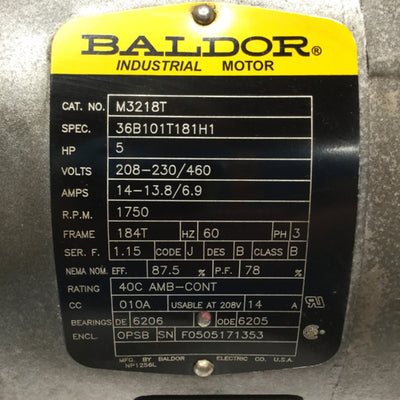 BALDOR®
INDUSTRIAL MOTOR
CAT. NO. M3218T
SPEC. 36B101T181H1
HP 5
VOLTS 208-230/460
AMPS 14-13.8/6.9
R.P.M. 1750
FRAME 184T HZ 60 PH 3
SER. F. 1.15 CODE J DES B CLASS B
NEMA NOM. EFF. 87.5 % P.F. 78 %
RATING 40C AMB-CONT
CC 010A USABLE AT 208V 14 A
BEARINGS DE 6206 ODE 6205
ENCL. OPSB SN F0505171353
MFG. BY BALDOR ELECTRIC CO. U.S.A.
NP1256L